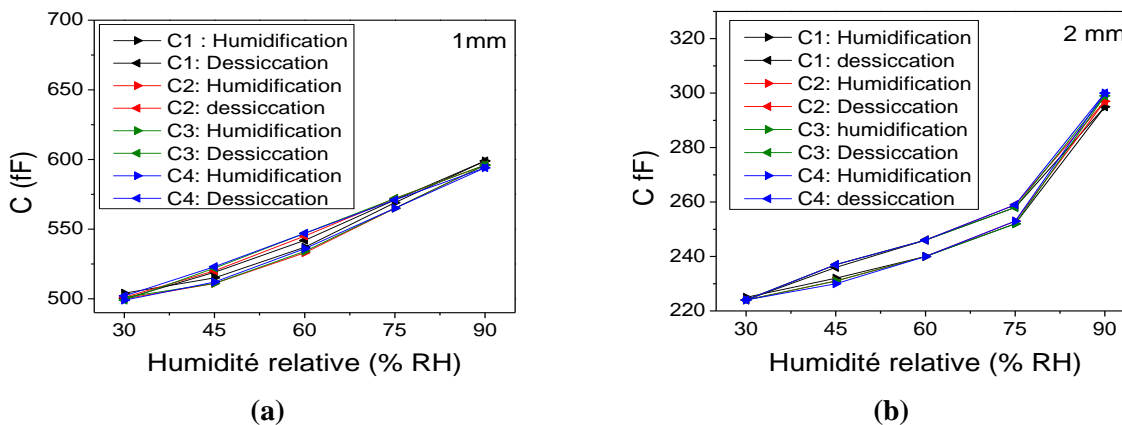 700
650
600
550
500
C (fF)
C1 : Humidification
C1: Dessiccation
C2: Humidification
C2: dessiccation
C3: Humidification
C3: Dessiccation
C4: Humidification
C4: Dessiccation
1mm
30 45 60 75 90
Humidité relative (% RH)
(a)
320
300
280
260
240
220
C fF)
C1: Humidification
C1: dessiccation
C2: Humidification
C2: Dessiccation
C3: humidification
C3: Dessiccation
C4: Humidification
C4: dessiccation
2 mm
30 45 60 75 90
Humidité relative (% RH)
(b)